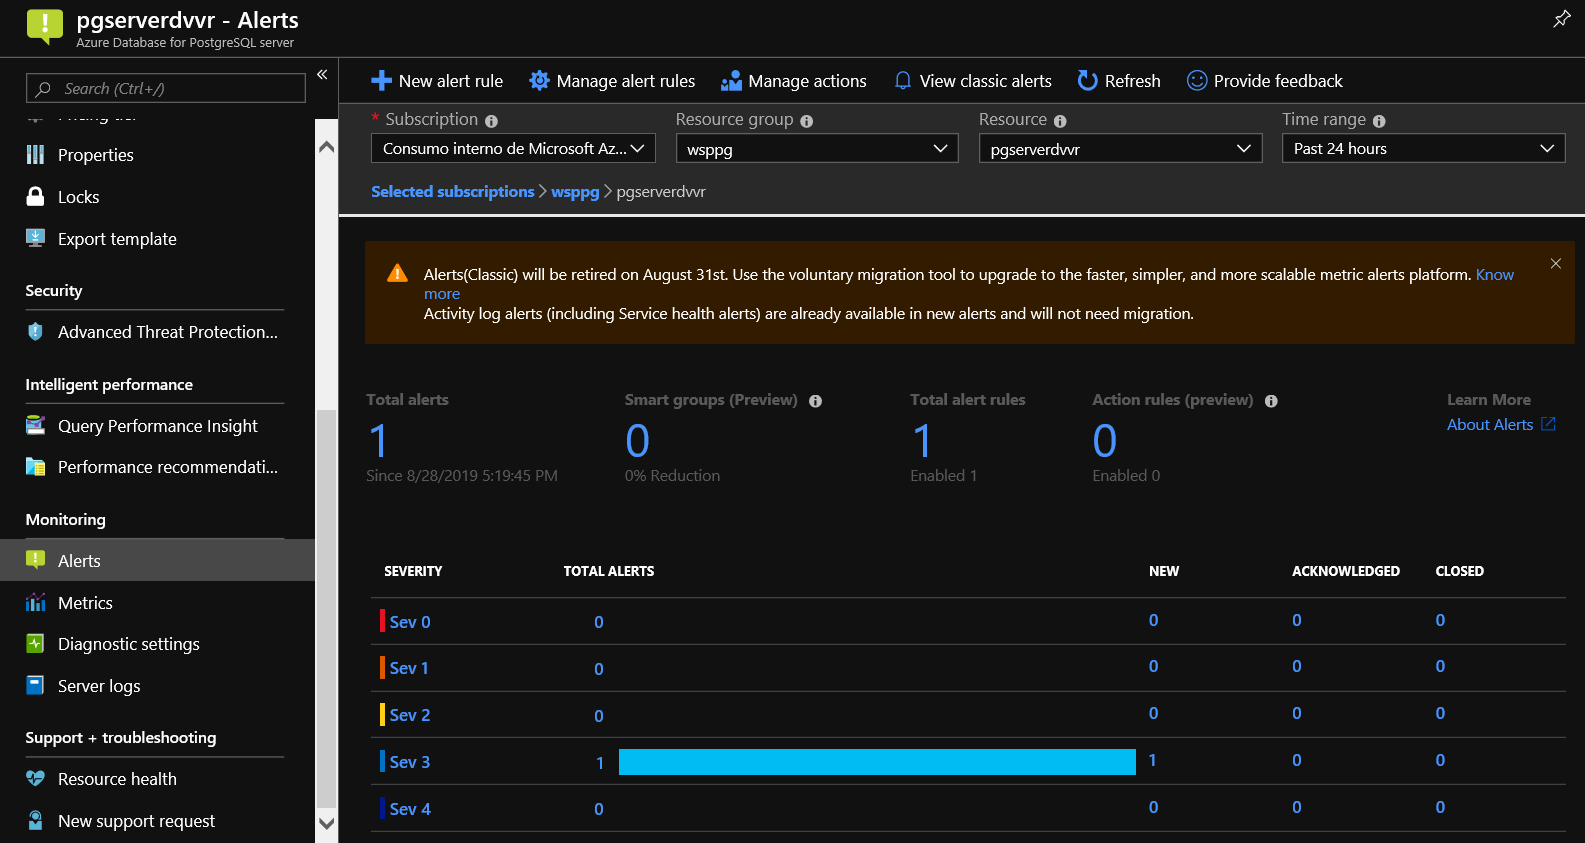 pgserverdvvr - Alerts
Azure Database for PostgreSQL server
Search (Ctrl+/)
Pricing tier
Properties
Locks
Export template
Security
Advanced Threat Protection...
Intelligent performance
Query Performance Insight
Performance recommendati...
Monitoring
Alerts
Metrics
Diagnostic settings
Server logs
Support + troubleshooting
Resource health
New support request
New alert rule Manage alert rules Manage actions View classic alerts Refresh Provide feedback
* Subscription Resource group Resource Time range
Consumo interno de Microsoft Az... wsppg pgserverdvvr Past 24 hours
Selected subscriptions > wsppg > pgserverdvvr
Alerts(Classic) will be retired on August 31st. Use the voluntary migration tool to upgrade to the faster, simpler, and more scalable metric alerts platform. Know
more
Activity log alerts (including Service health alerts) are already available in new alerts and will not need migration.
Total alerts Smart groups (Preview) Total alert rules Action rules (preview) Learn More
1 0 1 0 About Alerts
Since 8/28/2019 5:19:45 PM 0% Reduction Enabled 1 Enabled 0
SEVERITY TOTAL ALERTS NEW ACKNOWLEDGED CLOSED
Sev 0 0 0 0 0
Sev 1 0 0 0 0
Sev 2 0 0 0 0
Sev 3 1 1 0 0
Sev 4 0 0 0 0